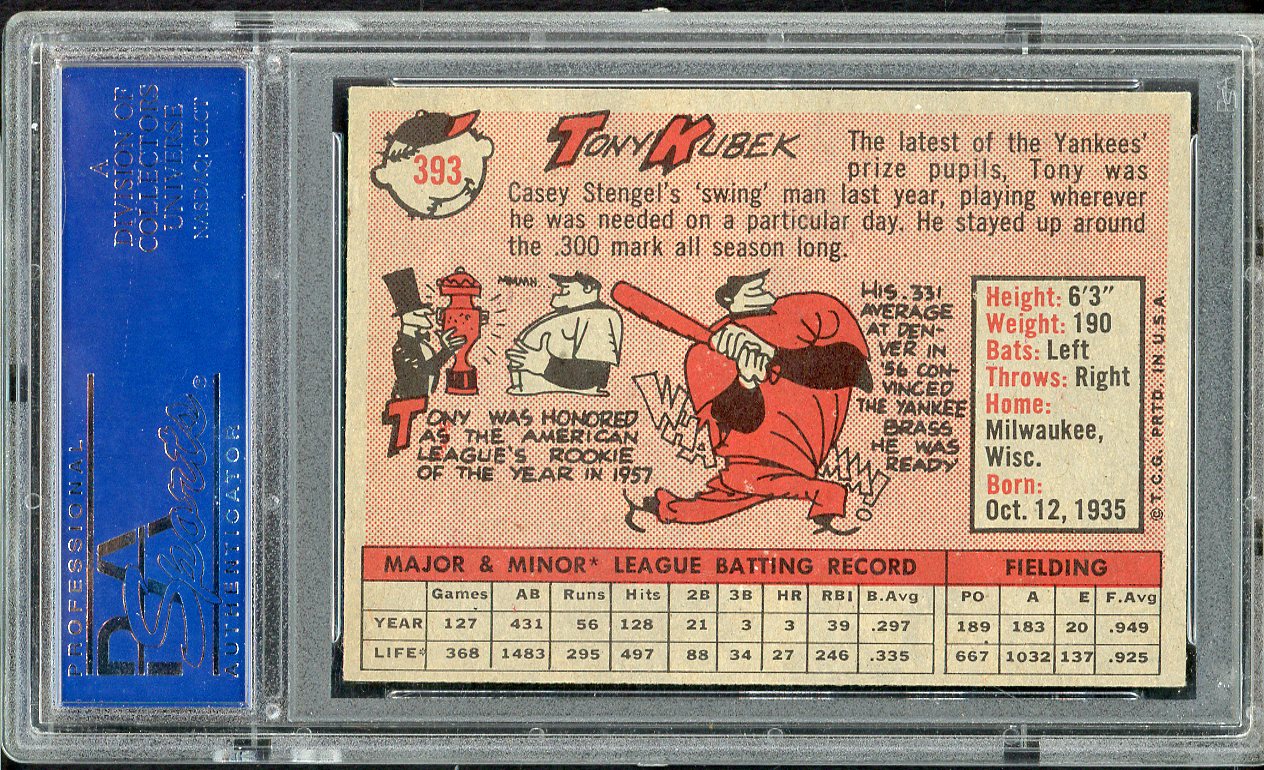 A
DIVISION OF
COLLECTORS
UNIVERSE
NASDAQ: CLCT
PROFESSIONAL
PSA
Sports®
AUTHENTICATOR
393
TONY KUBEK
The latest of the Yankees'
prize pupils, Tony was
Casey Stengel's 'swing' man last year, playing wherever
he was needed on a particular day. He stayed up around
the .300 mark all season long.
MMWR
TONY WAS HONORED
AS THE AMERICAN
LEAGUE'S ROOKIE
OF THE YEAR IN 1957
HIS .331
AVERAGE
AT DEN-
VER IN
'56 CON-
VINCED
THE YANKEE
BRASS
HE WAS
READY
Height: 6'3"
Weight: 190
Bats: Left
Throws: Right
Home:
Milwaukee,
Wisc.
Born:
Oct. 12, 1935
© T.C.G. PRTD. IN U.S.A.
MAJOR & MINOR* LEAGUE BATTING RECORD FIELDING
Games AB Runs Hits 2B 3B HR RBI B.Avg PO A E F.Avg
YEAR 127 431 56 128 21 3 3 39 .297 189 183 20 .949
LIFE* 368 1483 295 497 88 34 27 246 .335 667 1032 137 .925